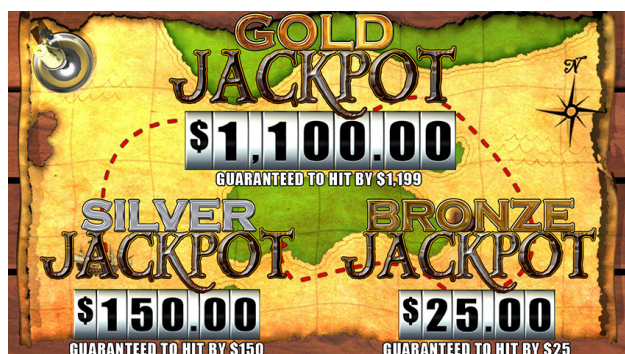 GOLD
JACKPOT
$1,100.00
GUARANTEED TO HIT BY $1,199
SILVER
JACKPOT
$150.00
GUARANTEED TO HIT BY $150
BRONZE
JACKPOT
$25.00
GUARANTEED TO HIT BY $25
N